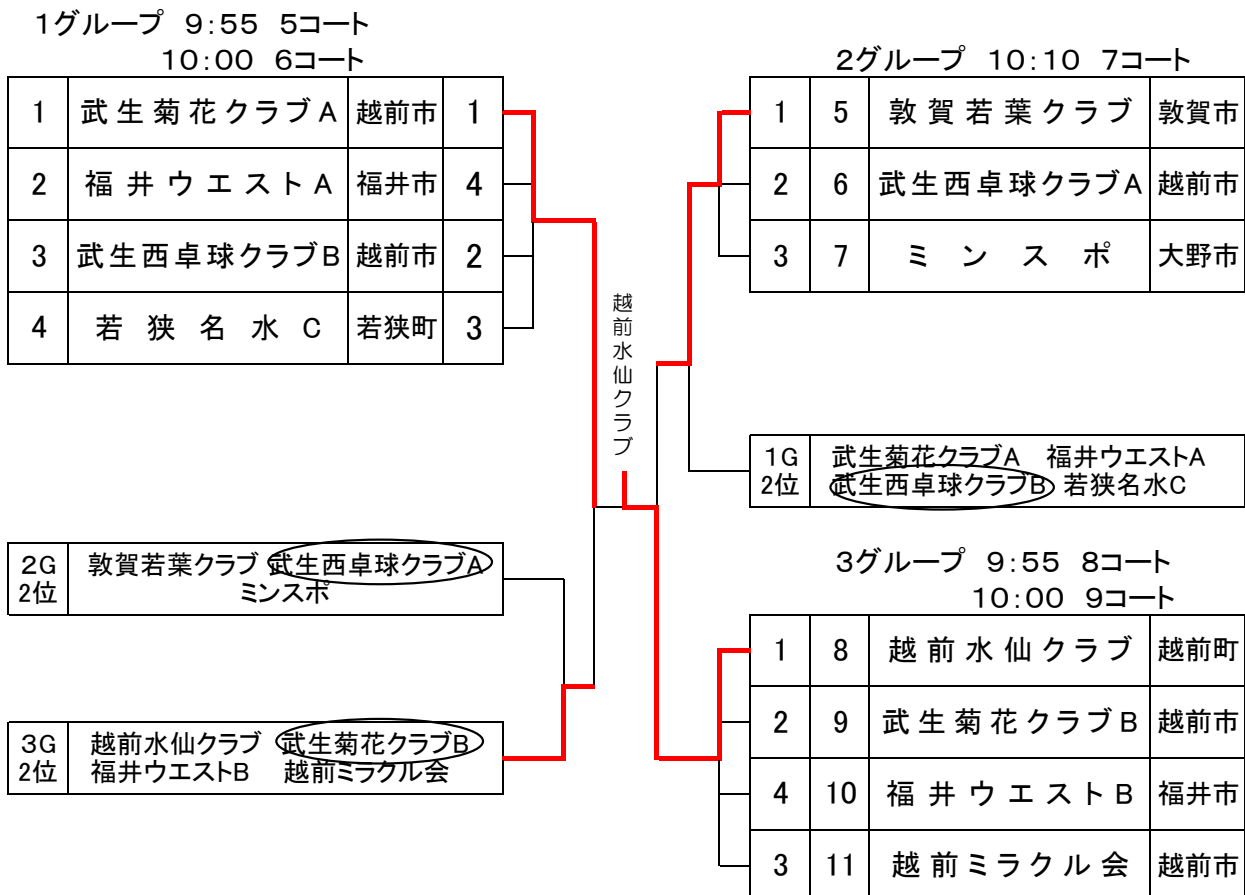 1グループ 9:55 5コート
10:00 6コート
1 武生菊花クラブA 越前市 1
2 福井ウエストA 福井市 4
3 武生西卓球クラブB 越前市 2
4 若狭名水C 若狭町 3
2グループ 10:10 7コート
1 5 敦賀若葉クラブ 敦賀市
2 6 武生西卓球クラブA 越前市
3 7 ミンスポ 大野市
越前水仙クラブ
1G 武生菊花クラブA 福井ウエストA
2位 武生西卓球クラブB 若狭名水C
2G 敦賀若葉クラブ 武生西卓球クラブA
2位 ミンスポ
3G 越前水仙クラブ 武生菊花クラブB
2位 福井ウエストB 越前ミラクル会
3グループ 9:55 8コート
10:00 9コート
1 8 越前水仙クラブ 越前町
2 9 武生菊花クラブB 越前市
4 10 福井ウエストB 福井市
3 11 越前ミラクル会 越前市